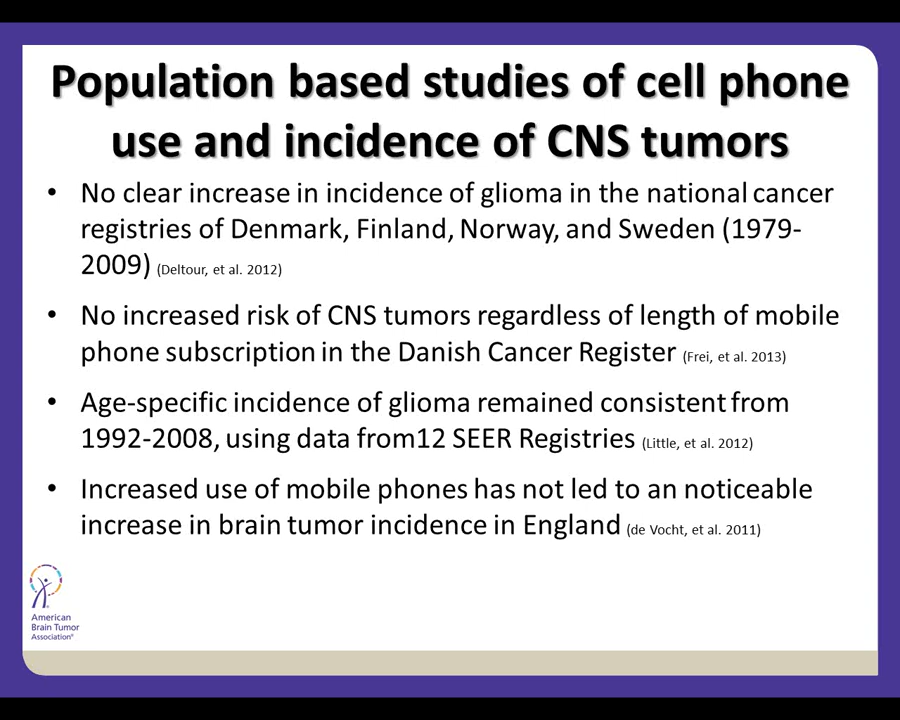 Population based studies of cell phone
use and incidence of CNS tumors
• No clear increase in incidence of glioma in the national cancer
registries of Denmark, Finland, Norway, and Sweden (1979-
2009) (Deltour, et al. 2012)
• No increased risk of CNS tumors regardless of length of mobile
phone subscription in the Danish Cancer Register (Frei, et al. 2013)
• Age-specific incidence of glioma remained consistent from
1992-2008, using data from12 SEER Registries (Little, et al. 2012)
• Increased use of mobile phones has not led to an noticeable
increase in brain tumor incidence in England (de Vocht, et al. 2011)
American
Brain Tumor
Association®